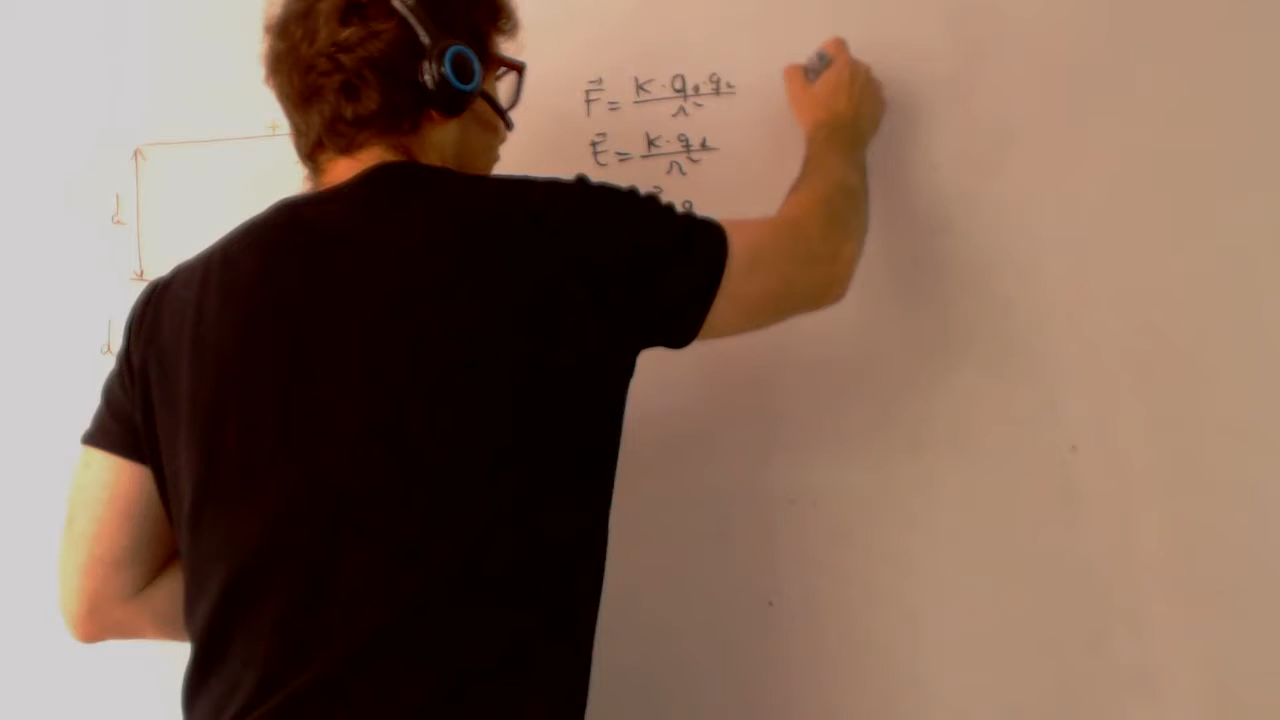 d
d
F⃗ = K · q₁ · q₂ / r²
E⃗ = K · q₁ / r²